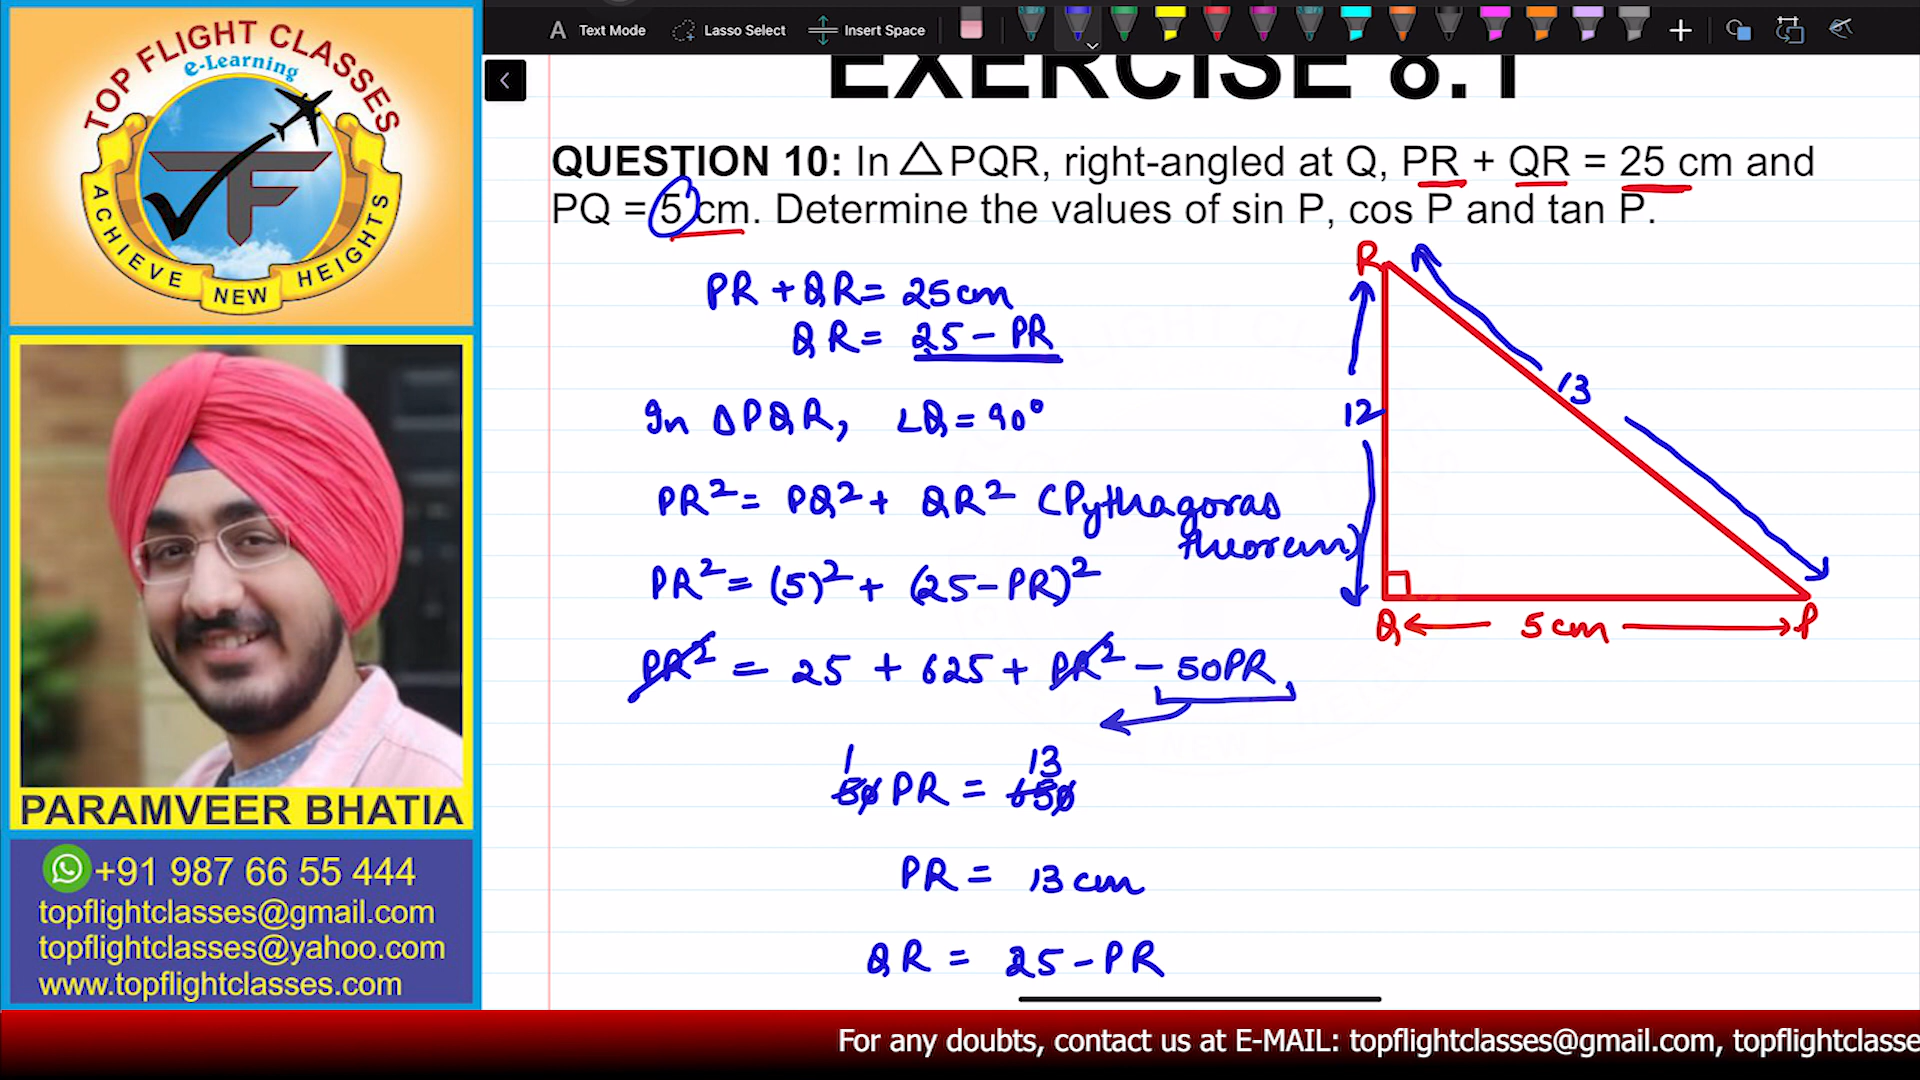 TOP FLIGHT CLASSES
e-Learning
TF
ACHIEVE
NEW
HEIGHTS
PARAMVEER BHATIA
+91 987 66 55 444
topflightclasses@gmail.com
topflightclasses@yahoo.com
www.topflightclasses.com
A Text Mode Lasso Select Insert Space
EXERCISE 8.1
QUESTION 10: In △PQR, right-angled at Q, PR + QR = 25 cm and
PQ = 5 cm. Determine the values of sin P, cos P and tan P.
PR + QR = 25 cm
QR = 25 - PR
In ΔPQR, ∠Q = 90°
PR² = PQ² + QR² (Pythagoras
theorem)
PR² = (5)² + (25-PR)²
PR² = 25 + 625 + PR² - 50PR
1 13
50 PR = 650
PR = 13 cm
QR = 25 - PR
R
13
12
Q 5 cm P
For any doubts, contact us at E-MAIL: topflightclasses@gmail.com, topflightclasse